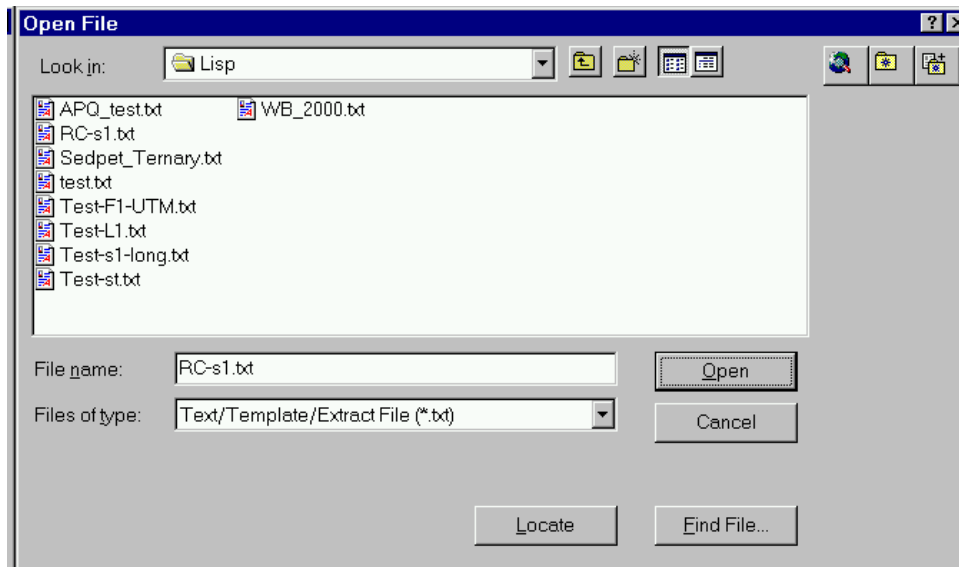 Open File
Look in:
Lisp
APQ_test.txt
WB_2000.txt
RC-s1.txt
Sedpet_Ternary.txt
test.txt
Test-F1-UTM.txt
Test-L1.txt
Test-s1-long.txt
Test-st.txt
File name:
RC-s1.txt
Open
Files of type:
Text/Template/Extract File (*.txt)
Cancel
Locate
Find File...